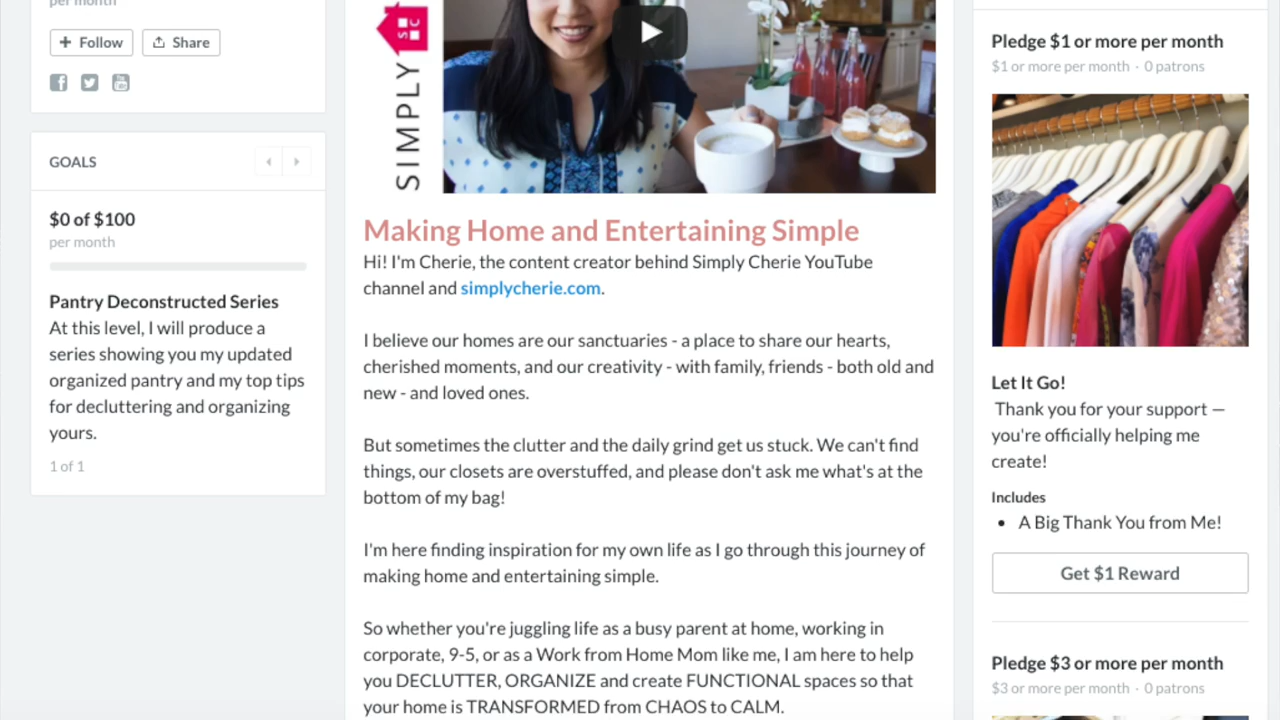 per month
+ Follow
Share
GOALS
$0 of $100
per month
Pantry Deconstructed Series
At this level, I will produce a
series showing you my updated
organized pantry and my top tips
for decluttering and organizing
yours.
1 of 1
SIMPLY
SC
Making Home and Entertaining Simple
Hi! I'm Cherie, the content creator behind Simply Cherie YouTube
channel and simplycherie.com.
I believe our homes are our sanctuaries - a place to share our hearts,
cherished moments, and our creativity - with family, friends - both old and
new - and loved ones.
But sometimes the clutter and the daily grind get us stuck. We can't find
things, our closets are overstuffed, and please don't ask me what's at the
bottom of my bag!
I'm here finding inspiration for my own life as I go through this journey of
making home and entertaining simple.
So whether you're juggling life as a busy parent at home, working in
corporate, 9-5, or as a Work from Home Mom like me, I am here to help
you DECLUTTER, ORGANIZE and create FUNCTIONAL spaces so that
your home is TRANSFORMED from CHAOS to CALM.
Pledge $1 or more per month
$1 or more per month · 0 patrons
Let It Go!
Thank you for your support —
you're officially helping me
create!
Includes
• A Big Thank You from Me!
Get $1 Reward
Pledge $3 or more per month
$3 or more per month · 0 patrons